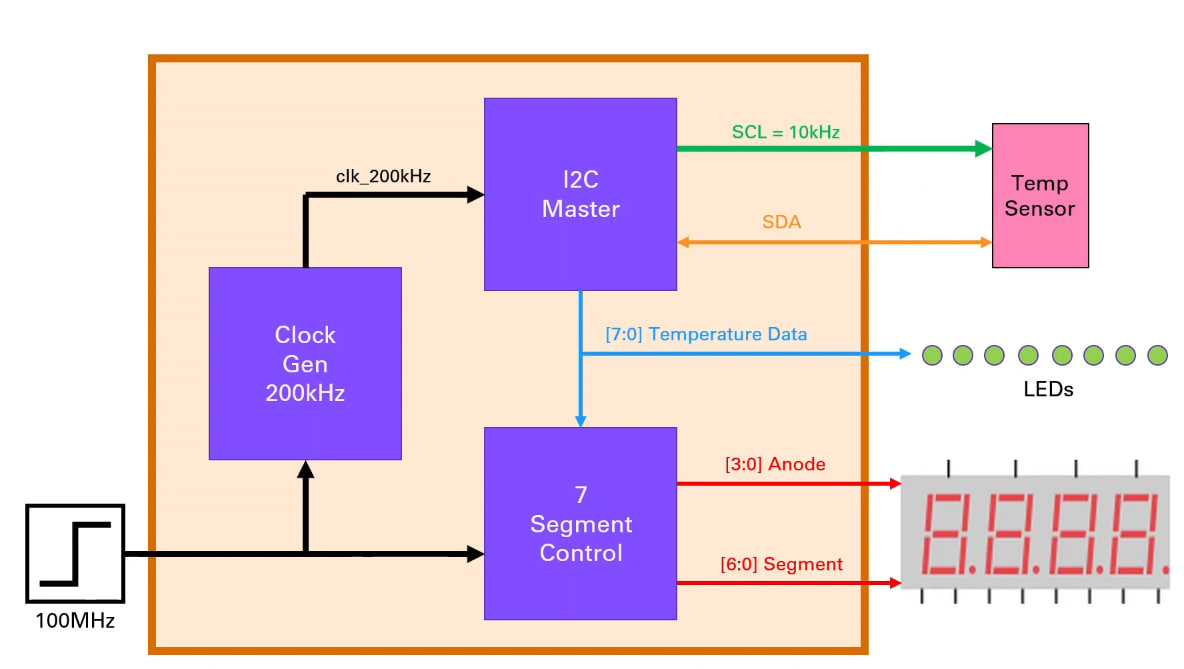 SCL = 10kHz
clk_200kHz
I2C
Master
Temp
Sensor
SDA
Clock
Gen
200kHz
[7:0] Temperature Data
LEDs
[3:0] Anode
7
Segment
Control
[6:0] Segment
100MHz